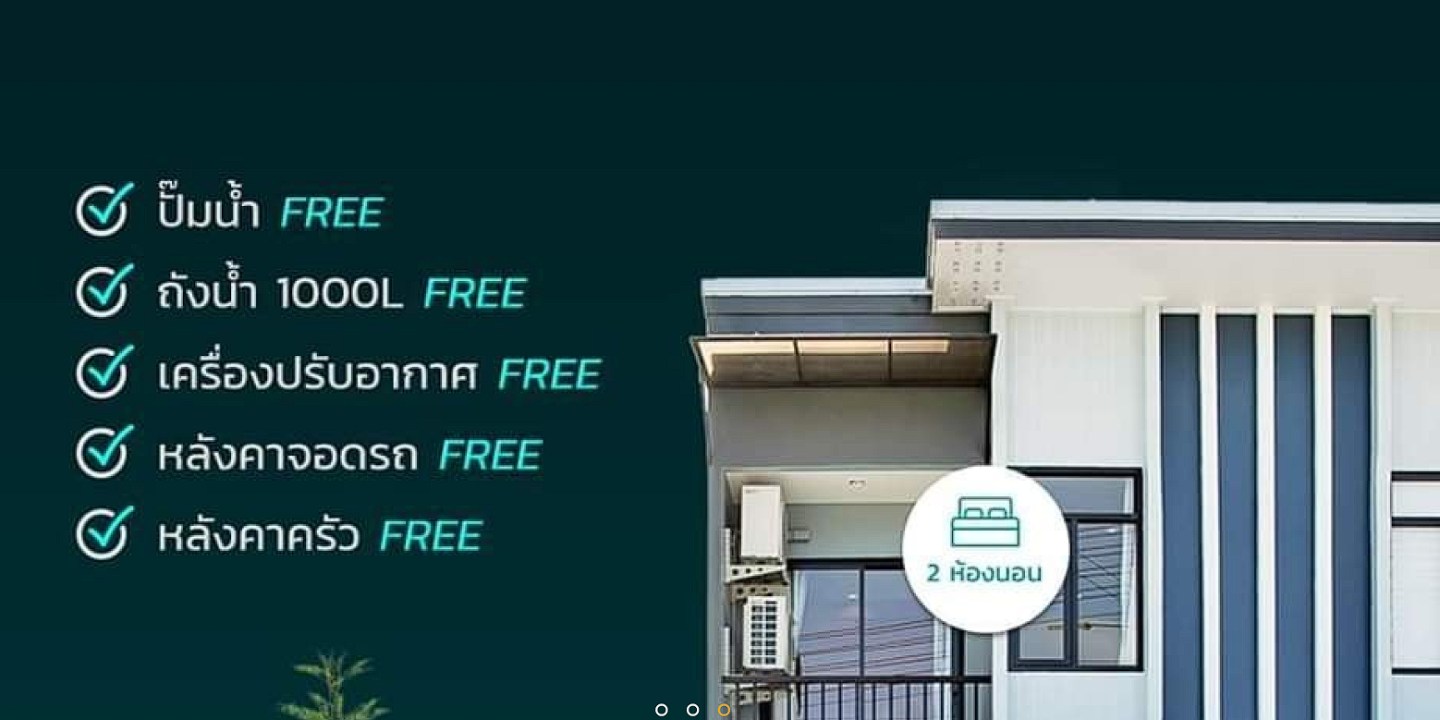 ปั๊มน้ำ FREE
ถังน้ำ 1000L FREE
เครื่องปรับอากาศ FREE
หลังคาจอดรถ FREE
หลังคาครัว FREE
2 ห้องนอน